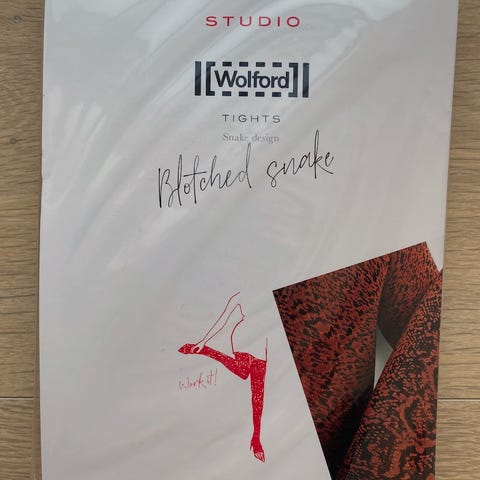 STUDIO
Wolford
TIGHTS
Snake design
Blotched snake
Work it!